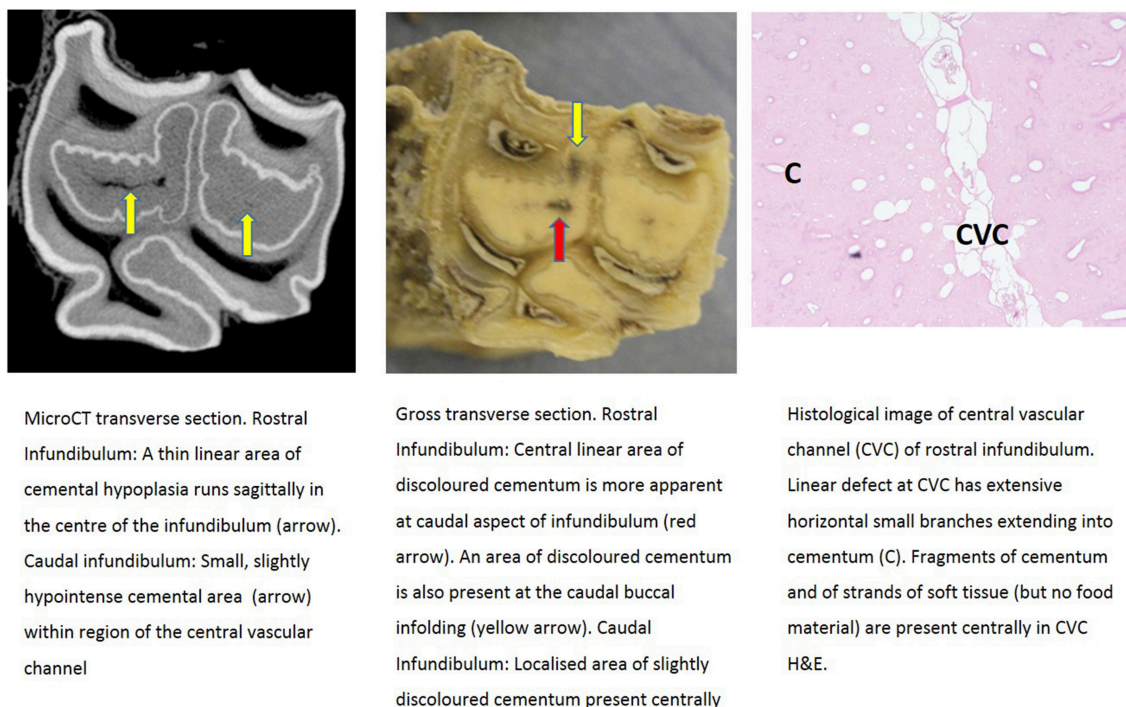 C
CVC
MicroCT transverse section. Rostral
Infundibulum: A thin linear area of
cemental hypoplasia runs sagittally in
the centre of the infundibulum (arrow).
Caudal infundibulum: Small, slightly
hypointense cemental area (arrow)
within region of the central vascular
channel
Gross transverse section. Rostral
Infundibulum: Central linear area of
discoloured cementum is more apparent
at caudal aspect of infundibulum (red
arrow). An area of discoloured cementum
is also present at the caudal buccal
infolding (yellow arrow). Caudal
Infundibulum: Localised area of slightly
discoloured cementum present centrally
Histological image of central vascular
channel (CVC) of rostral infundibulum.
Linear defect at CVC has extensive
horizontal small branches extending into
cementum (C). Fragments of cementum
and of strands of soft tissue (but no food
material) are present centrally in CVC
H&E.